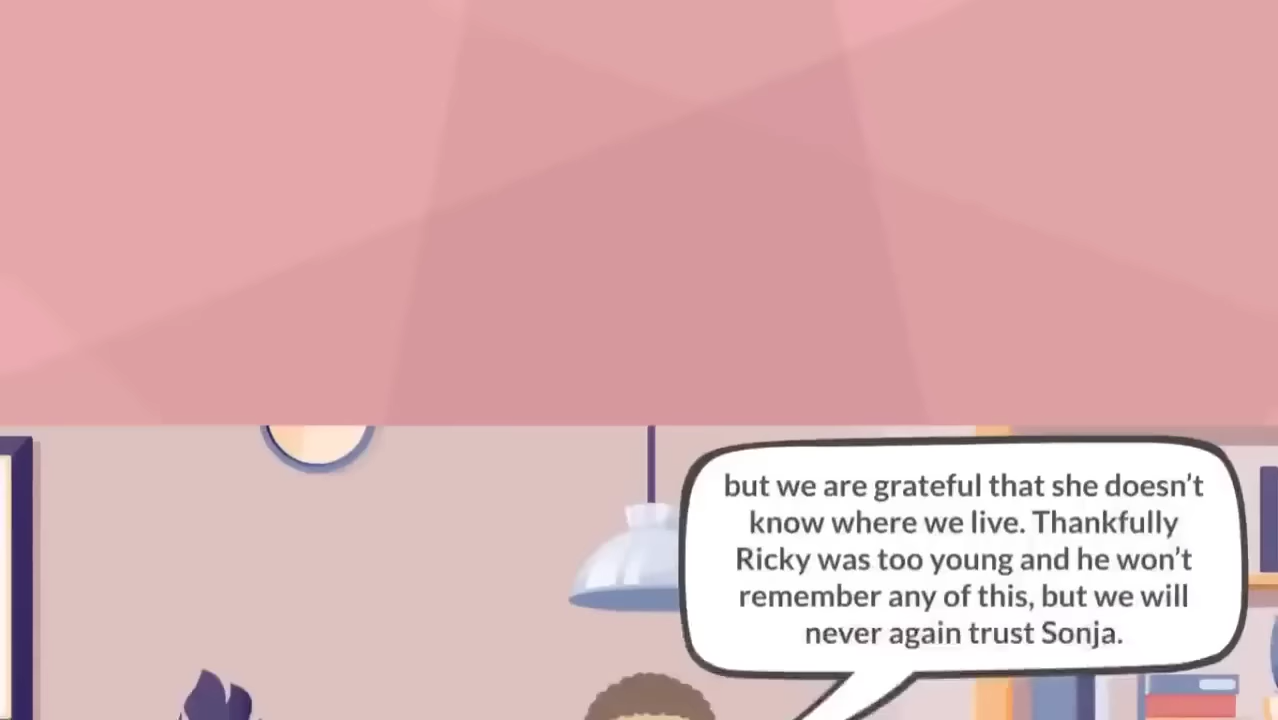 but we are grateful that she doesn’t
know where we live. Thankfully
Ricky was too young and he won’t
remember any of this, but we will
never again trust Sonja.